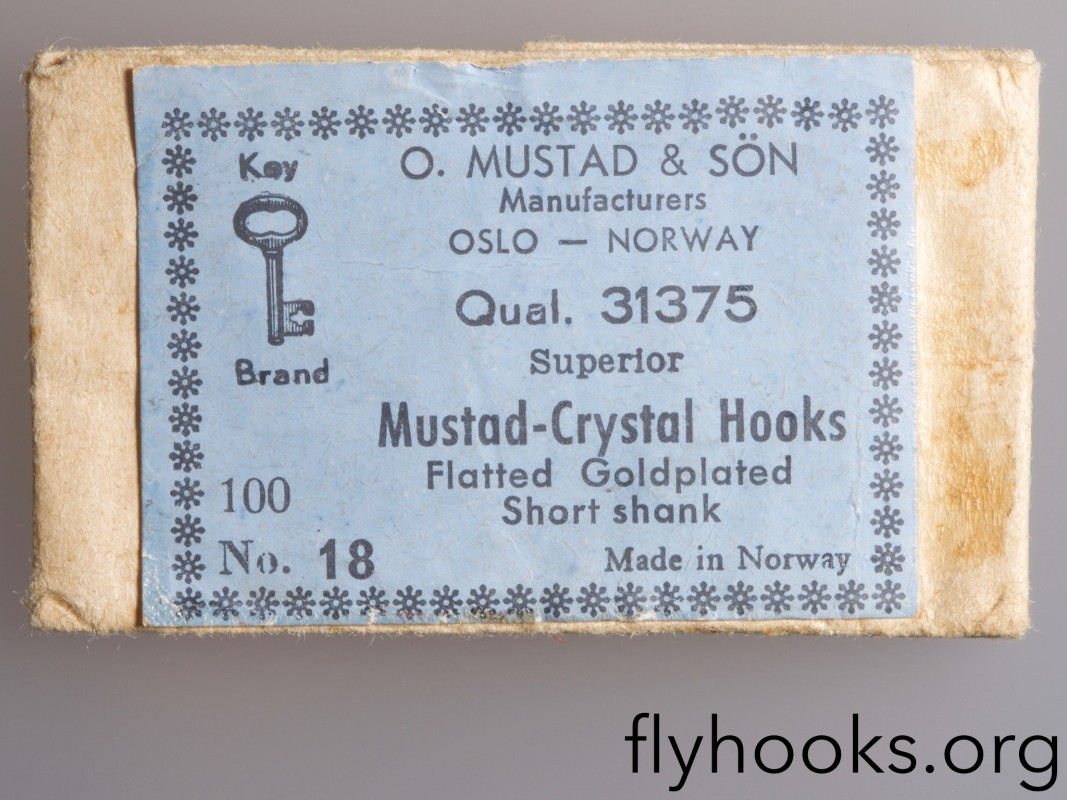 Key
Brand
O. MUSTAD & SÖN
Manufacturers
OSLO — NORWAY
Qual. 31375
Superior
Mustad-Crystal Hooks
Flatted Goldplated
Short shank
100
No. 18
Made in Norway
flyhooks.org